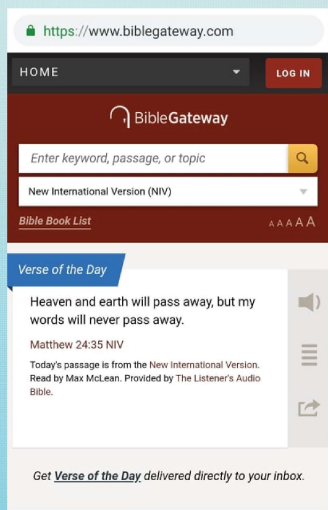 https://www.biblegateway.com
HOME
LOG IN
BibleGateway
Enter keyword, passage, or topic
New International Version (NIV)
Bible Book List
A A A A A
Verse of the Day
Heaven and earth will pass away, but my
words will never pass away.
Matthew 24:35 NIV
Today's passage is from the New International Version.
Read by Max McLean. Provided by The Listener's Audio
Bible.
Get Verse of the Day delivered directly to your inbox.